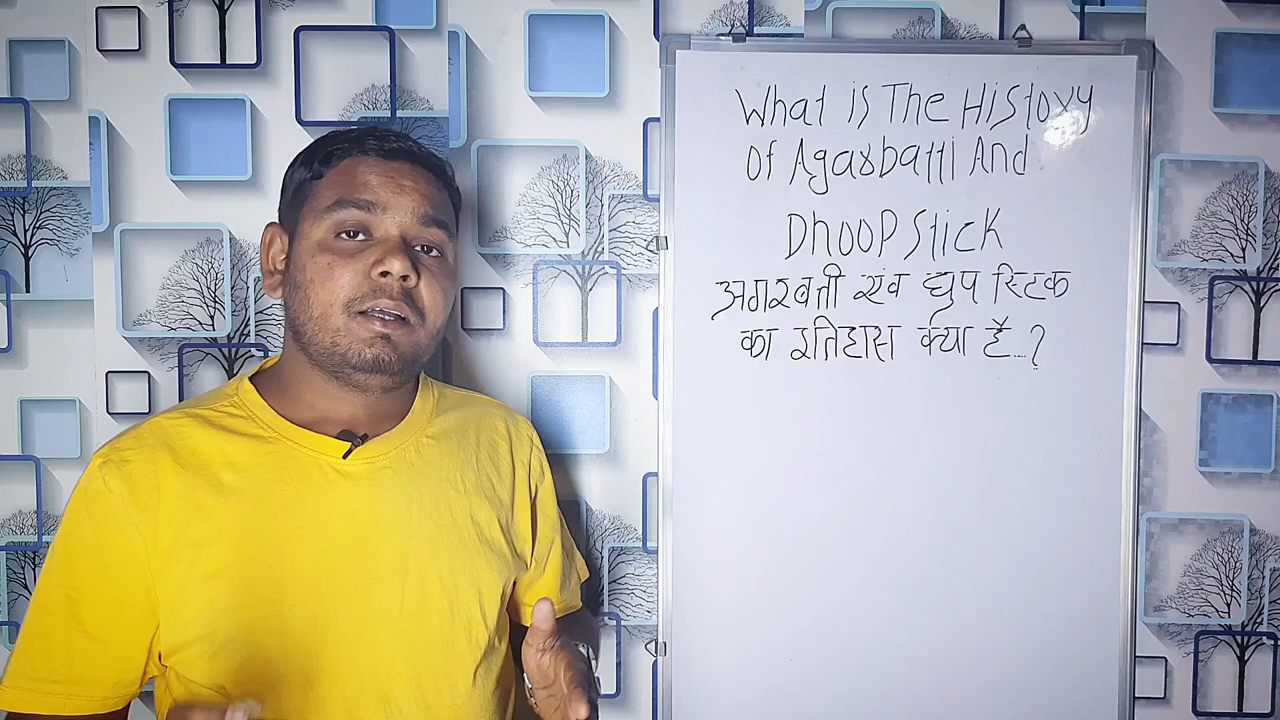 What is The History
Of Agarbatti And
Dhoop Stick
अगरबती एवं धुप स्टिक
का इतिहास क्या है....?